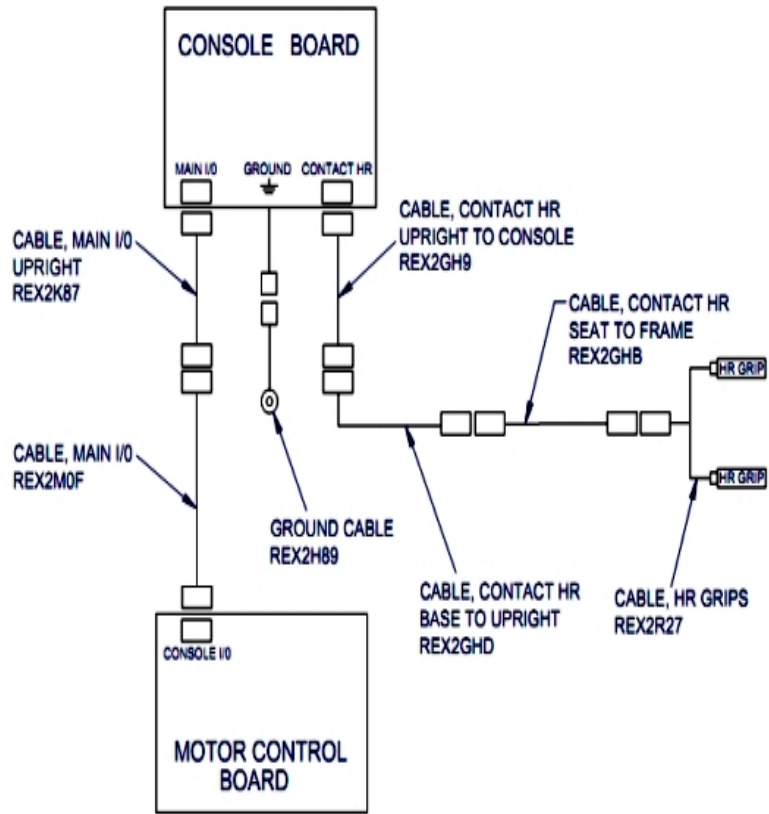 CONSOLE BOARD
MAIN I/0
GROUND
CONTACT HR
CABLE, MAIN I/0
UPRIGHT
REX2K87
CABLE, CONTACT HR
UPRIGHT TO CONSOLE
REX2GH9
CABLE, CONTACT HR
SEAT TO FRAME
REX2GHB
HR GRIP
HR GRIP
CABLE, MAIN I/0
REX2M0F
GROUND CABLE
REX2H89
CABLE, CONTACT HR
BASE TO UPRIGHT
REX2GHD
CABLE, HR GRIPS
REX2R27
CONSOLE I/0
MOTOR CONTROL
BOARD